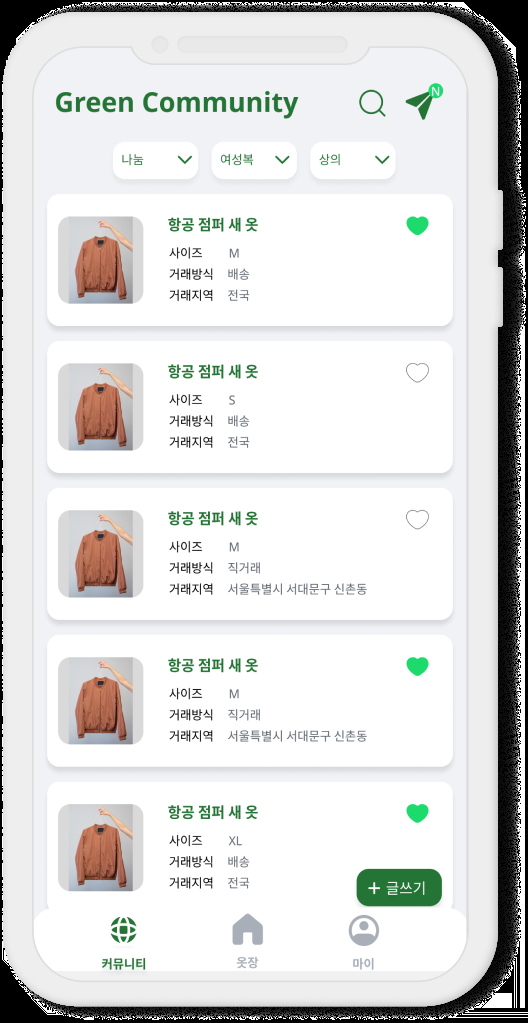 Green Community
N
나눔
여성복
상의
항공 점퍼 새 옷
사이즈 M
거래방식 배송
거래지역 전국
항공 점퍼 새 옷
사이즈 S
거래방식 배송
거래지역 전국
항공 점퍼 새 옷
사이즈 M
거래방식 직거래
거래지역 서울특별시 서대문구 신촌동
항공 점퍼 새 옷
사이즈 M
거래방식 직거래
거래지역 서울특별시 서대문구 신촌동
항공 점퍼 새 옷
사이즈 XL
거래방식 배송
거래지역 전국
+ 글쓰기
커뮤니티
옷장
마이